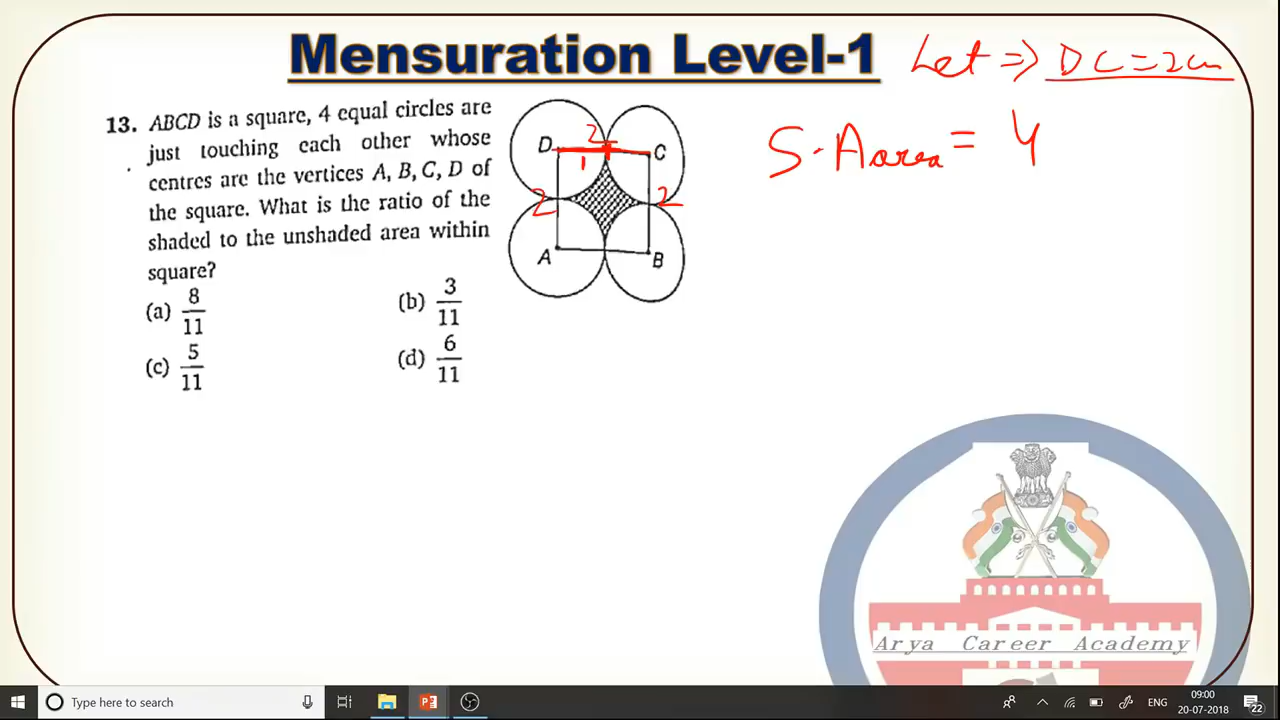 Mensuration Level-1
Let ⇒ DC = 2cm
13. ABCD is a square, 4 equal circles are
just touching each other whose
centres are the vertices A, B, C, D of
the square. What is the ratio of the
shaded to the unshaded area within
square?
(a) 8/11
(b) 3/11
(c) 5/11
(d) 6/11
D
2
1
C
2
2
A
B
S. Aarea = 4
Arya Career Academy
Type here to search
ENG
09:00
20-07-2018
22